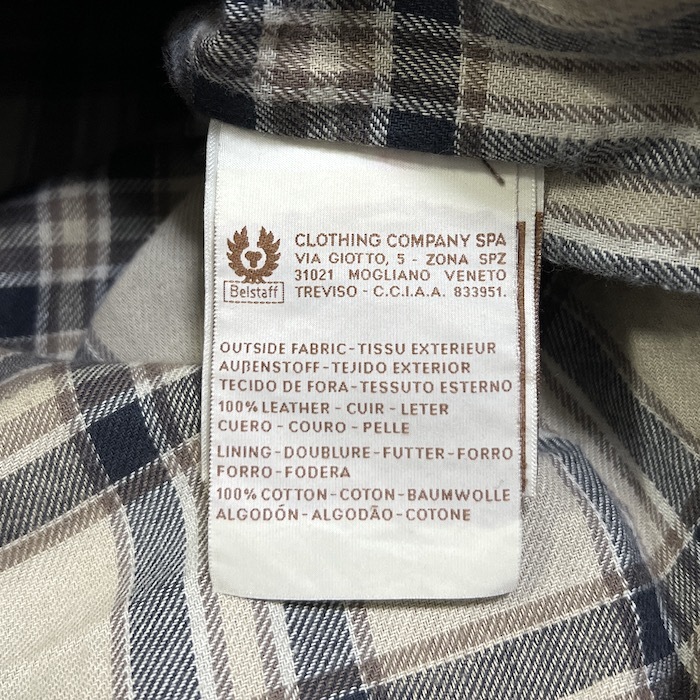 CLOTHING COMPANY SPA
VIA GIOTTO, 5 - ZONA SPZ
31021 MOGLIANO VENETO
Belstaff TREVISO - C.C.I.A.A. 833951.
OUTSIDE FABRIC-TISSU EXTERIEUR
AUßENSTOFF-TEJIDO EXTERIOR
TECIDO DE FORA-TESSUTO ESTERNO
100% LEATHER - CUIR - LETER
CUERO - COURO - PELLE
LINING-DOUBLURE-FUTTER-FORRO
FORRO-FODERA
100% COTTON-COTON-BAUMWOLLE
ALGODÓN-ALGODÃO-COTONE